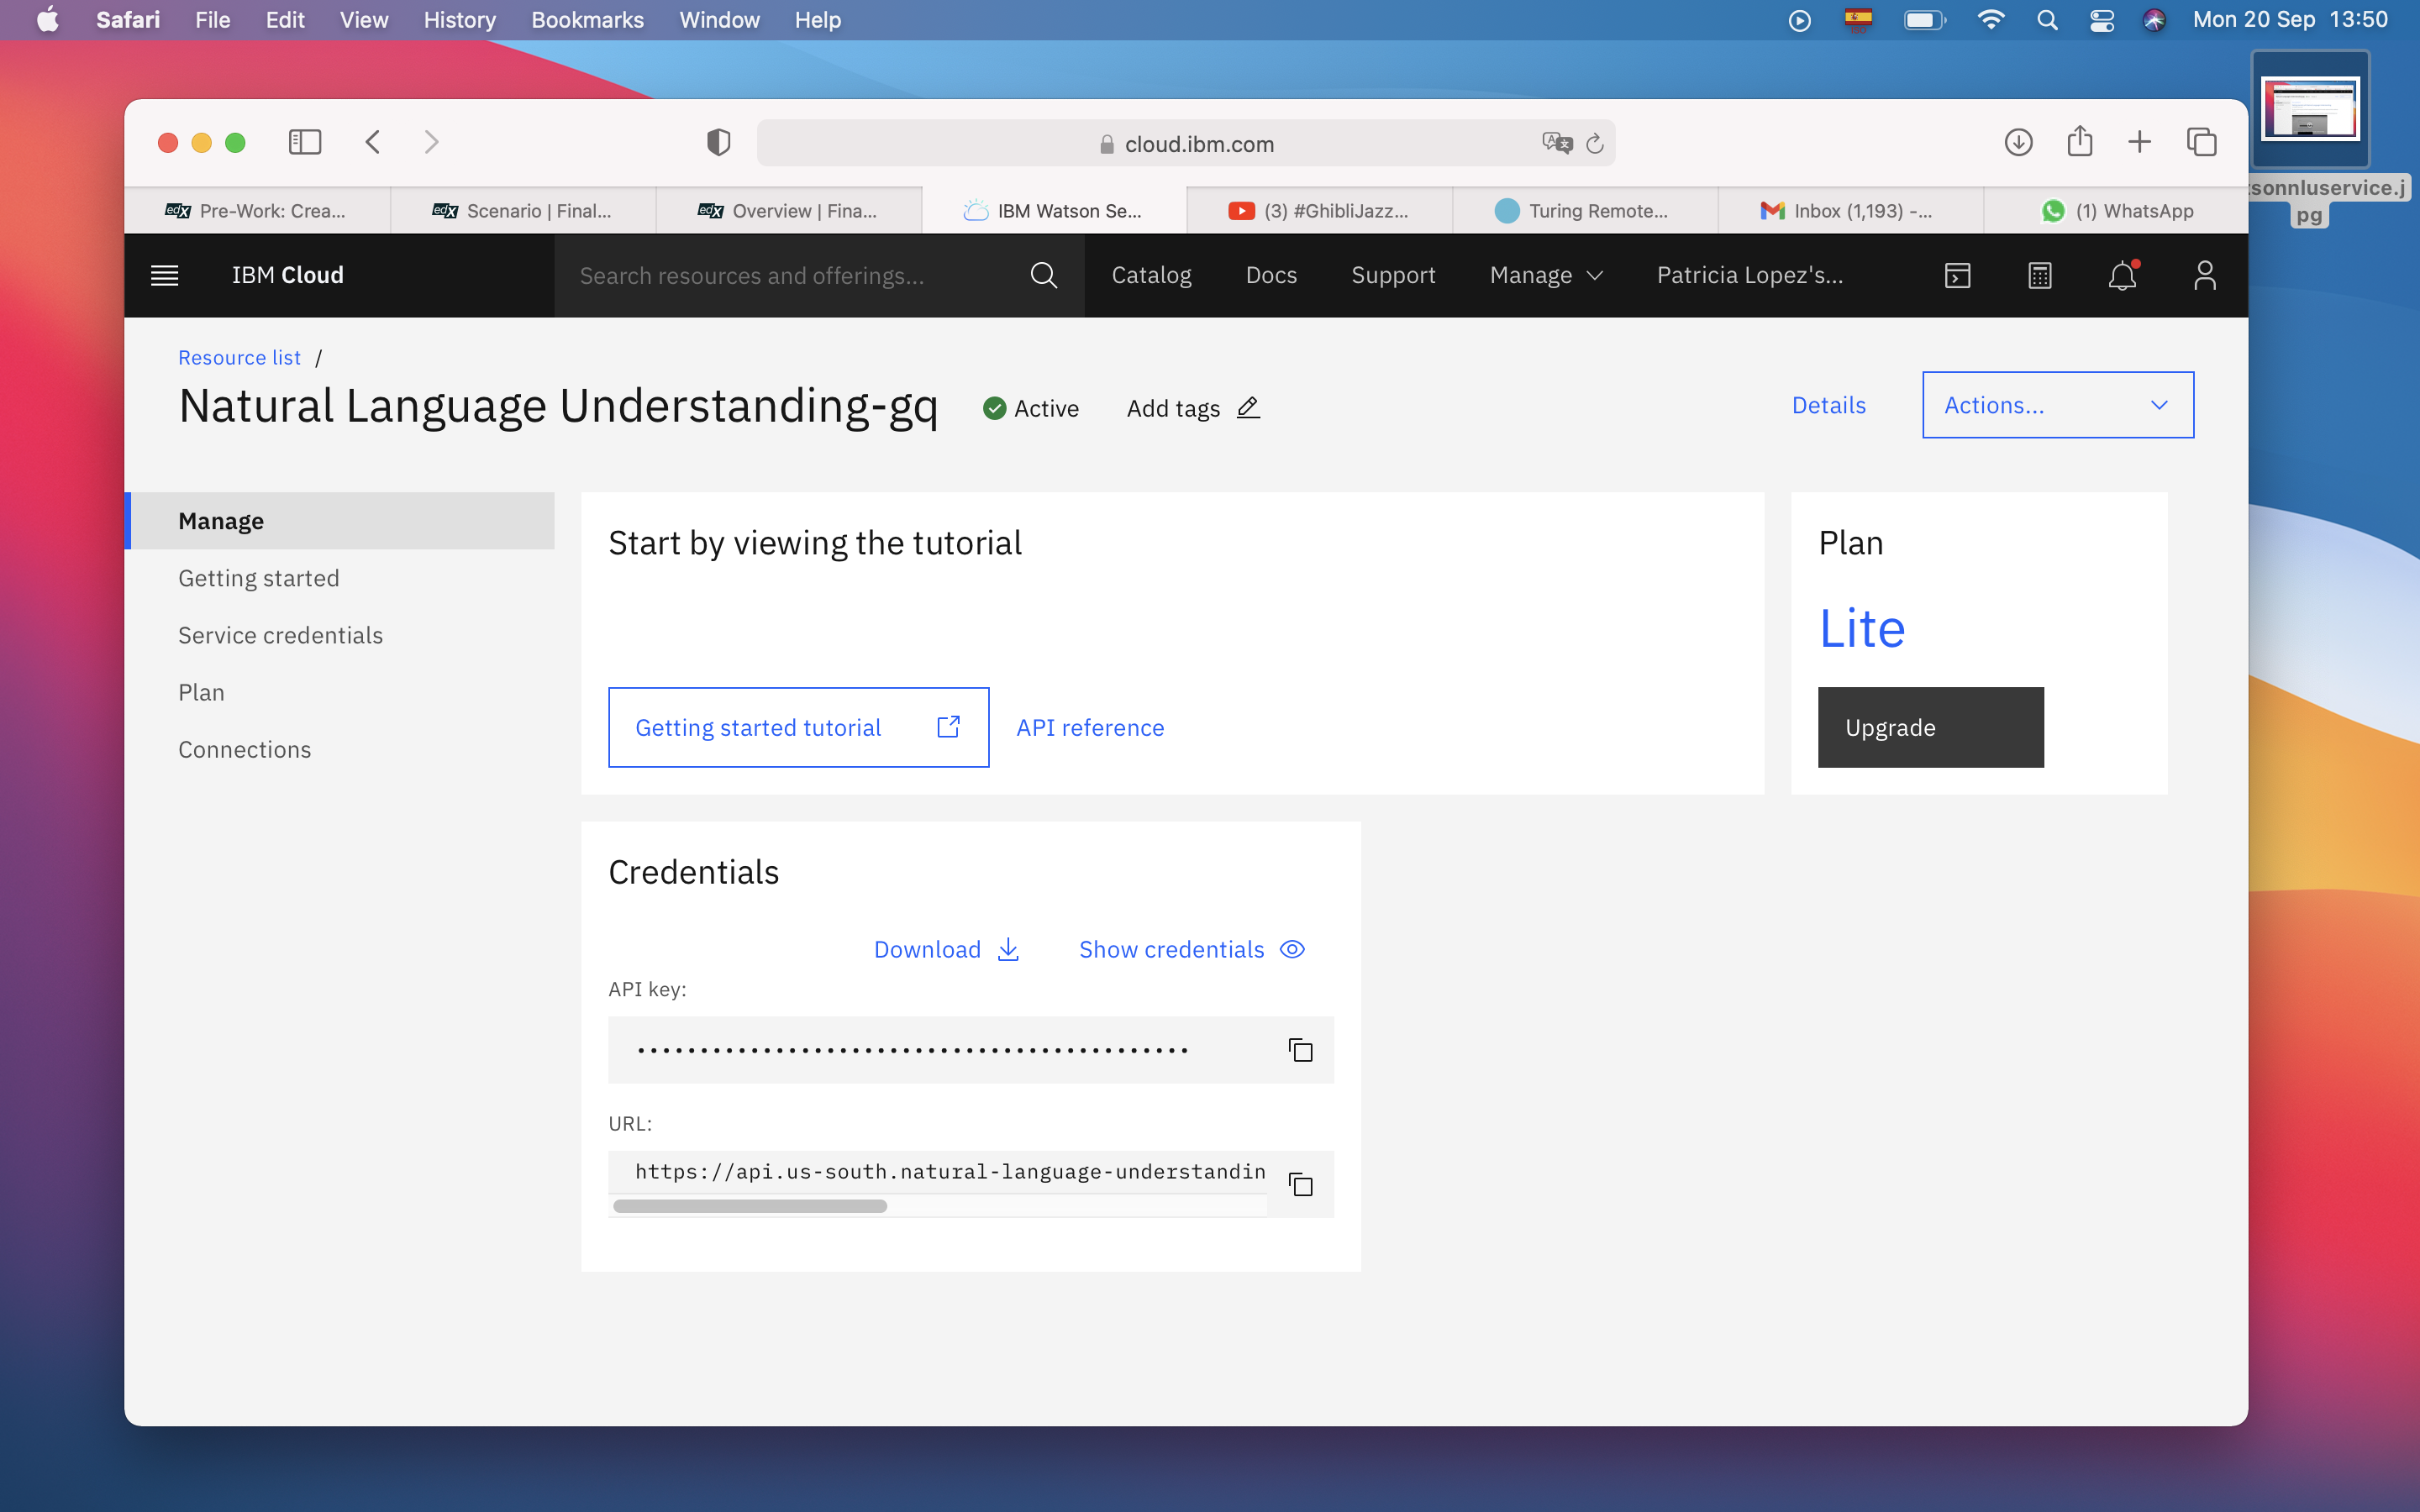 Safari File Edit View History Bookmarks Window Help Mon 20 Sep 13:50
cloud.ibm.com
sonnluservice.j
pg
edX Pre-Work: Crea... edX Scenario | Final... edX Overview | Fina... IBM Watson Se... (3) #GhibliJazz... Turing Remote... Inbox (1,193) -... (1) WhatsApp
IBM Cloud Search resources and offerings... Catalog Docs Support Manage Patricia Lopez's...
Resource list /
Natural Language Understanding-gq Active Add tags Details Actions...
Manage
Getting started
Service credentials
Plan
Connections
Start by viewing the tutorial
Getting started tutorial API reference
Plan
Lite
Upgrade
Credentials
Download Show credentials
API key:
••••••••••••••••••••••••••••••••••••••••••••
URL:
https://api.us-south.natural-language-understandin